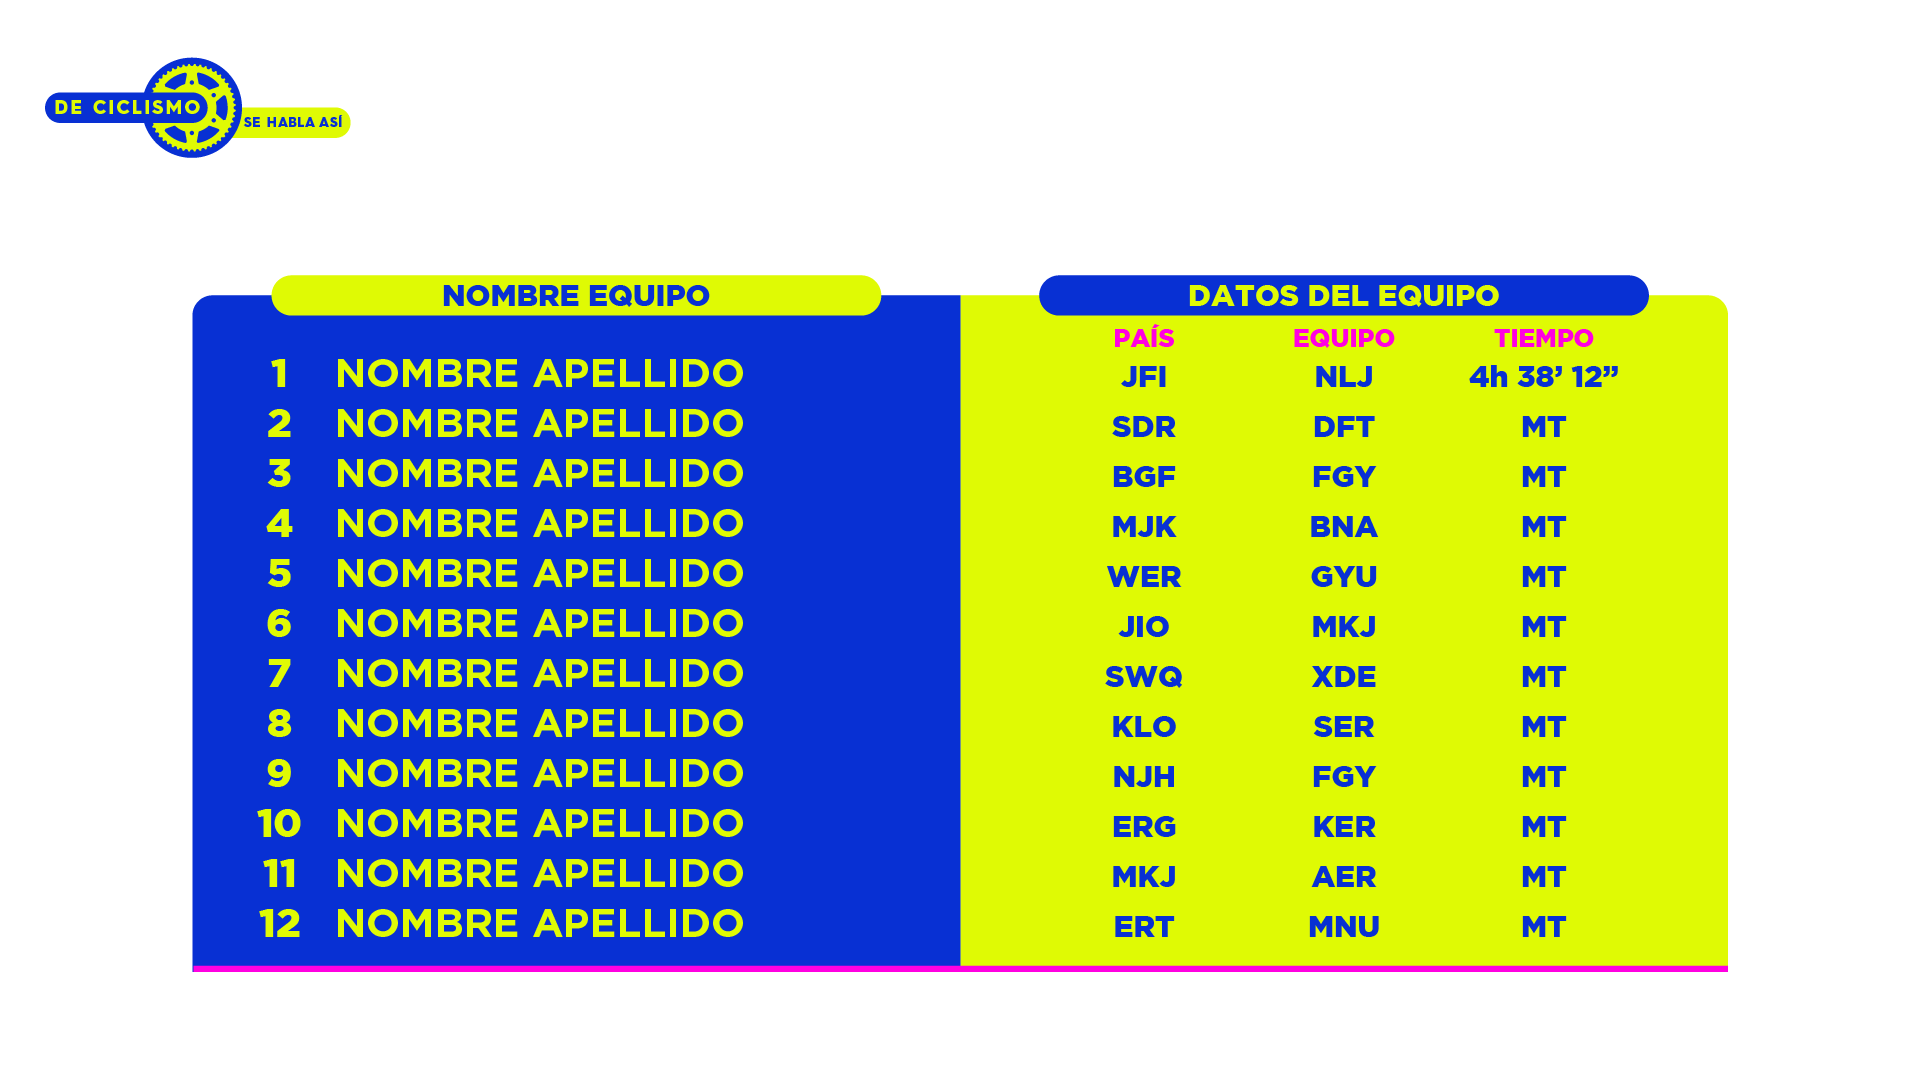 DE CICLISMO
SE HABLA ASÍ
NOMBRE EQUIPO DATOS DEL EQUIPO
PAÍS EQUIPO TIEMPO
1 NOMBRE APELLIDO JFI NLJ 4h 38’ 12”
2 NOMBRE APELLIDO SDR DFT MT
3 NOMBRE APELLIDO BGF FGY MT
4 NOMBRE APELLIDO MJK BNA MT
5 NOMBRE APELLIDO WER GYU MT
6 NOMBRE APELLIDO JIO MKJ MT
7 NOMBRE APELLIDO SWQ XDE MT
8 NOMBRE APELLIDO KLO SER MT
9 NOMBRE APELLIDO NJH FGY MT
10 NOMBRE APELLIDO ERG KER MT
11 NOMBRE APELLIDO MKJ AER MT
12 NOMBRE APELLIDO ERT MNU MT